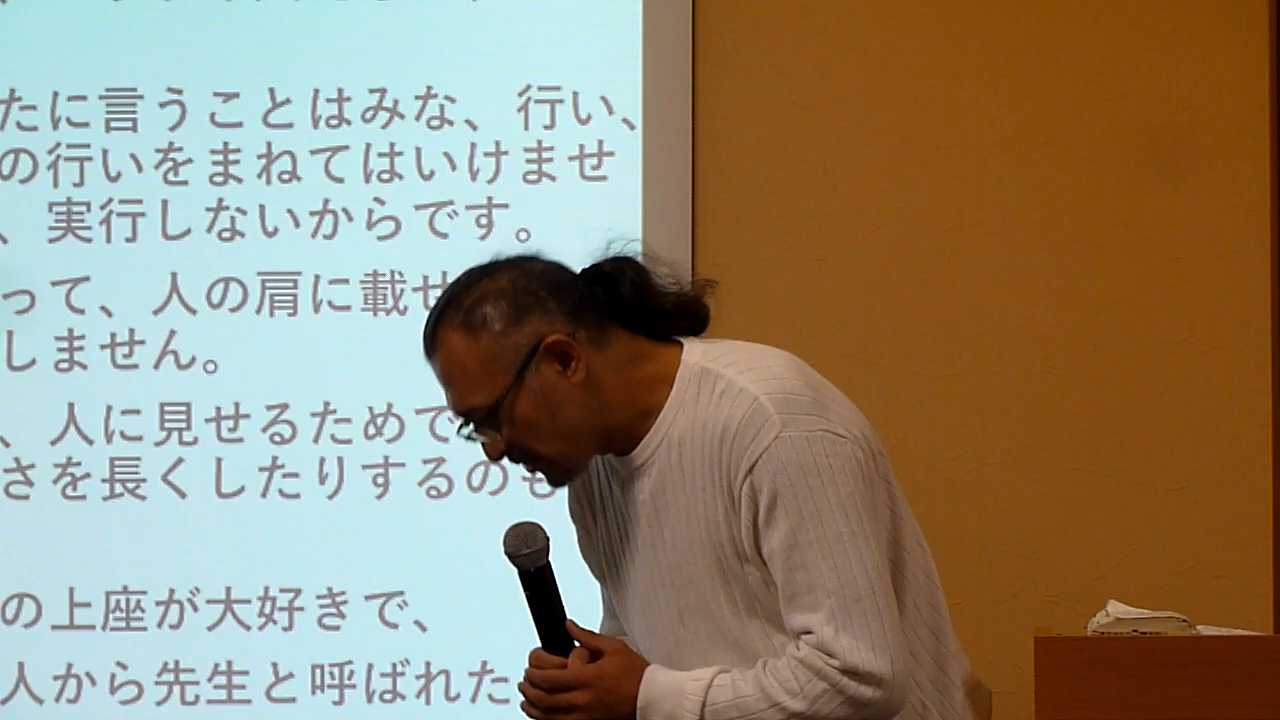 たに言うことはみな、行い、
の行いをまねてはいけませ
、実行しないからです。
って、人の肩に載せ
しません。
、人に見せるためで
さを長くしたりするのも
の上座が大好きで、
人から先生と呼ばれた